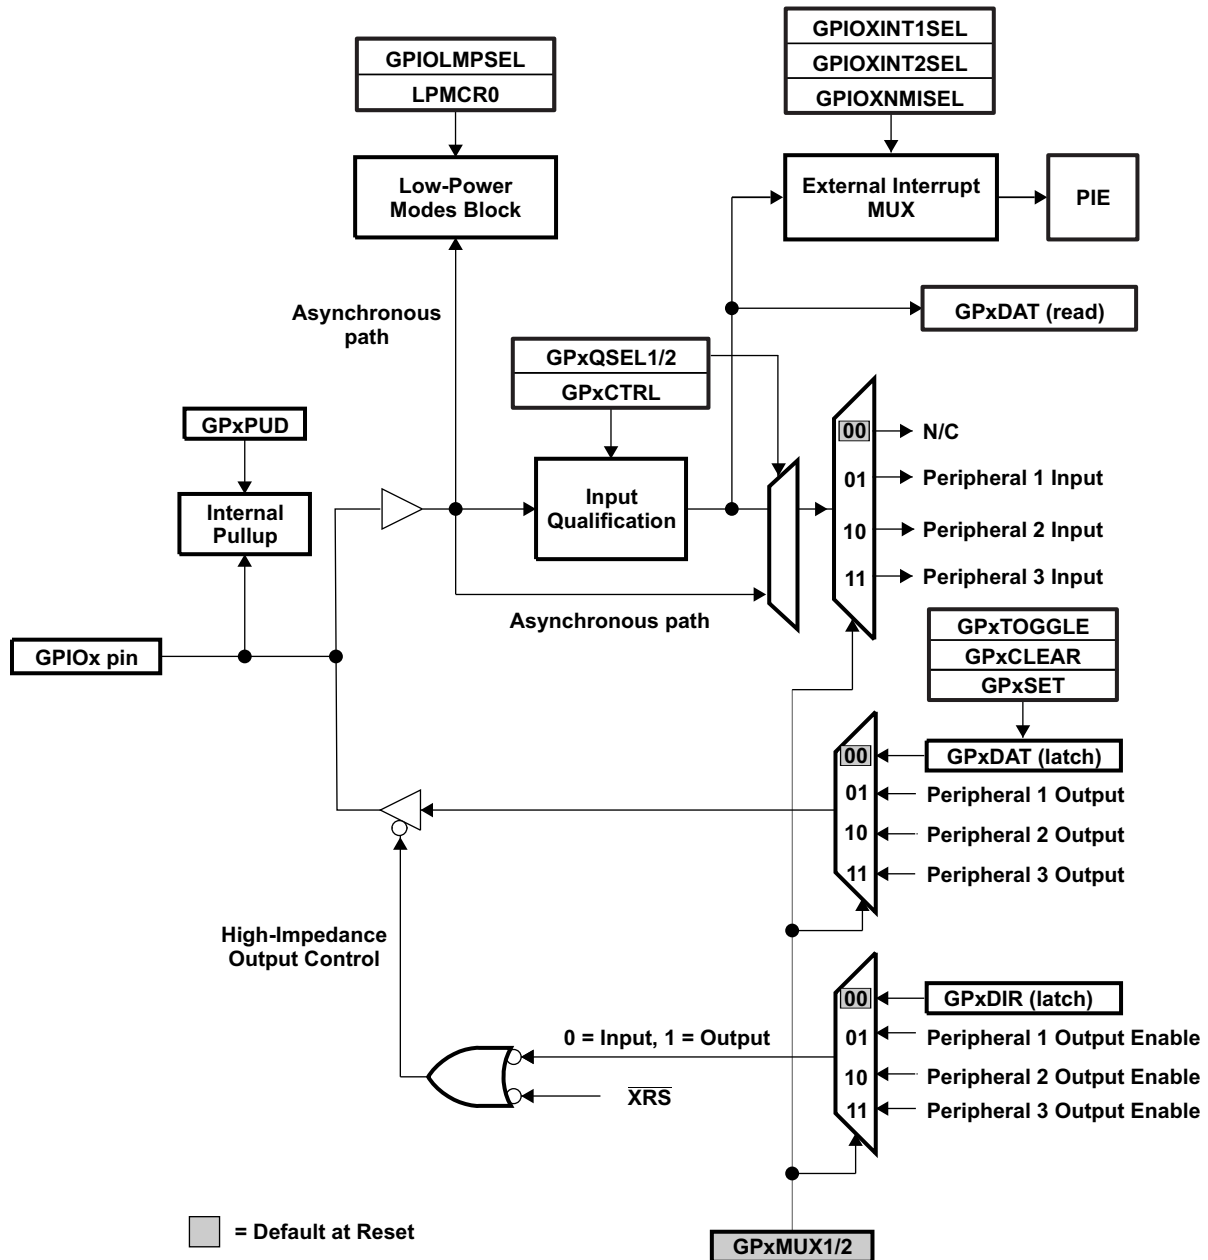 GPIOXINT1SEL
GPIOXINT2SEL
GPIOXNMISEL
GPIOLMPSEL
LPMCR0
Low-Power
Modes Block
External Interrupt
MUX
PIE
Asynchronous
path
GPxDAT (read)
GPxQSEL1/2
GPxCTRL
GPxPUD
Internal
Pullup
Input
Qualification
00
N/C
01
Peripheral 1 Input
10
Peripheral 2 Input
11
Peripheral 3 Input
Asynchronous path
GPIOx pin
GPxTOGGLE
GPxCLEAR
GPxSET
00
GPxDAT (latch)
01
Peripheral 1 Output
10
Peripheral 2 Output
11
Peripheral 3 Output
High-Impedance
Output Control
00
GPxDIR (latch)
0 = Input, 1 = Output
01
Peripheral 1 Output Enable
10
Peripheral 2 Output Enable
11
Peripheral 3 Output Enable
XRS
= Default at Reset
GPxMUX1/2